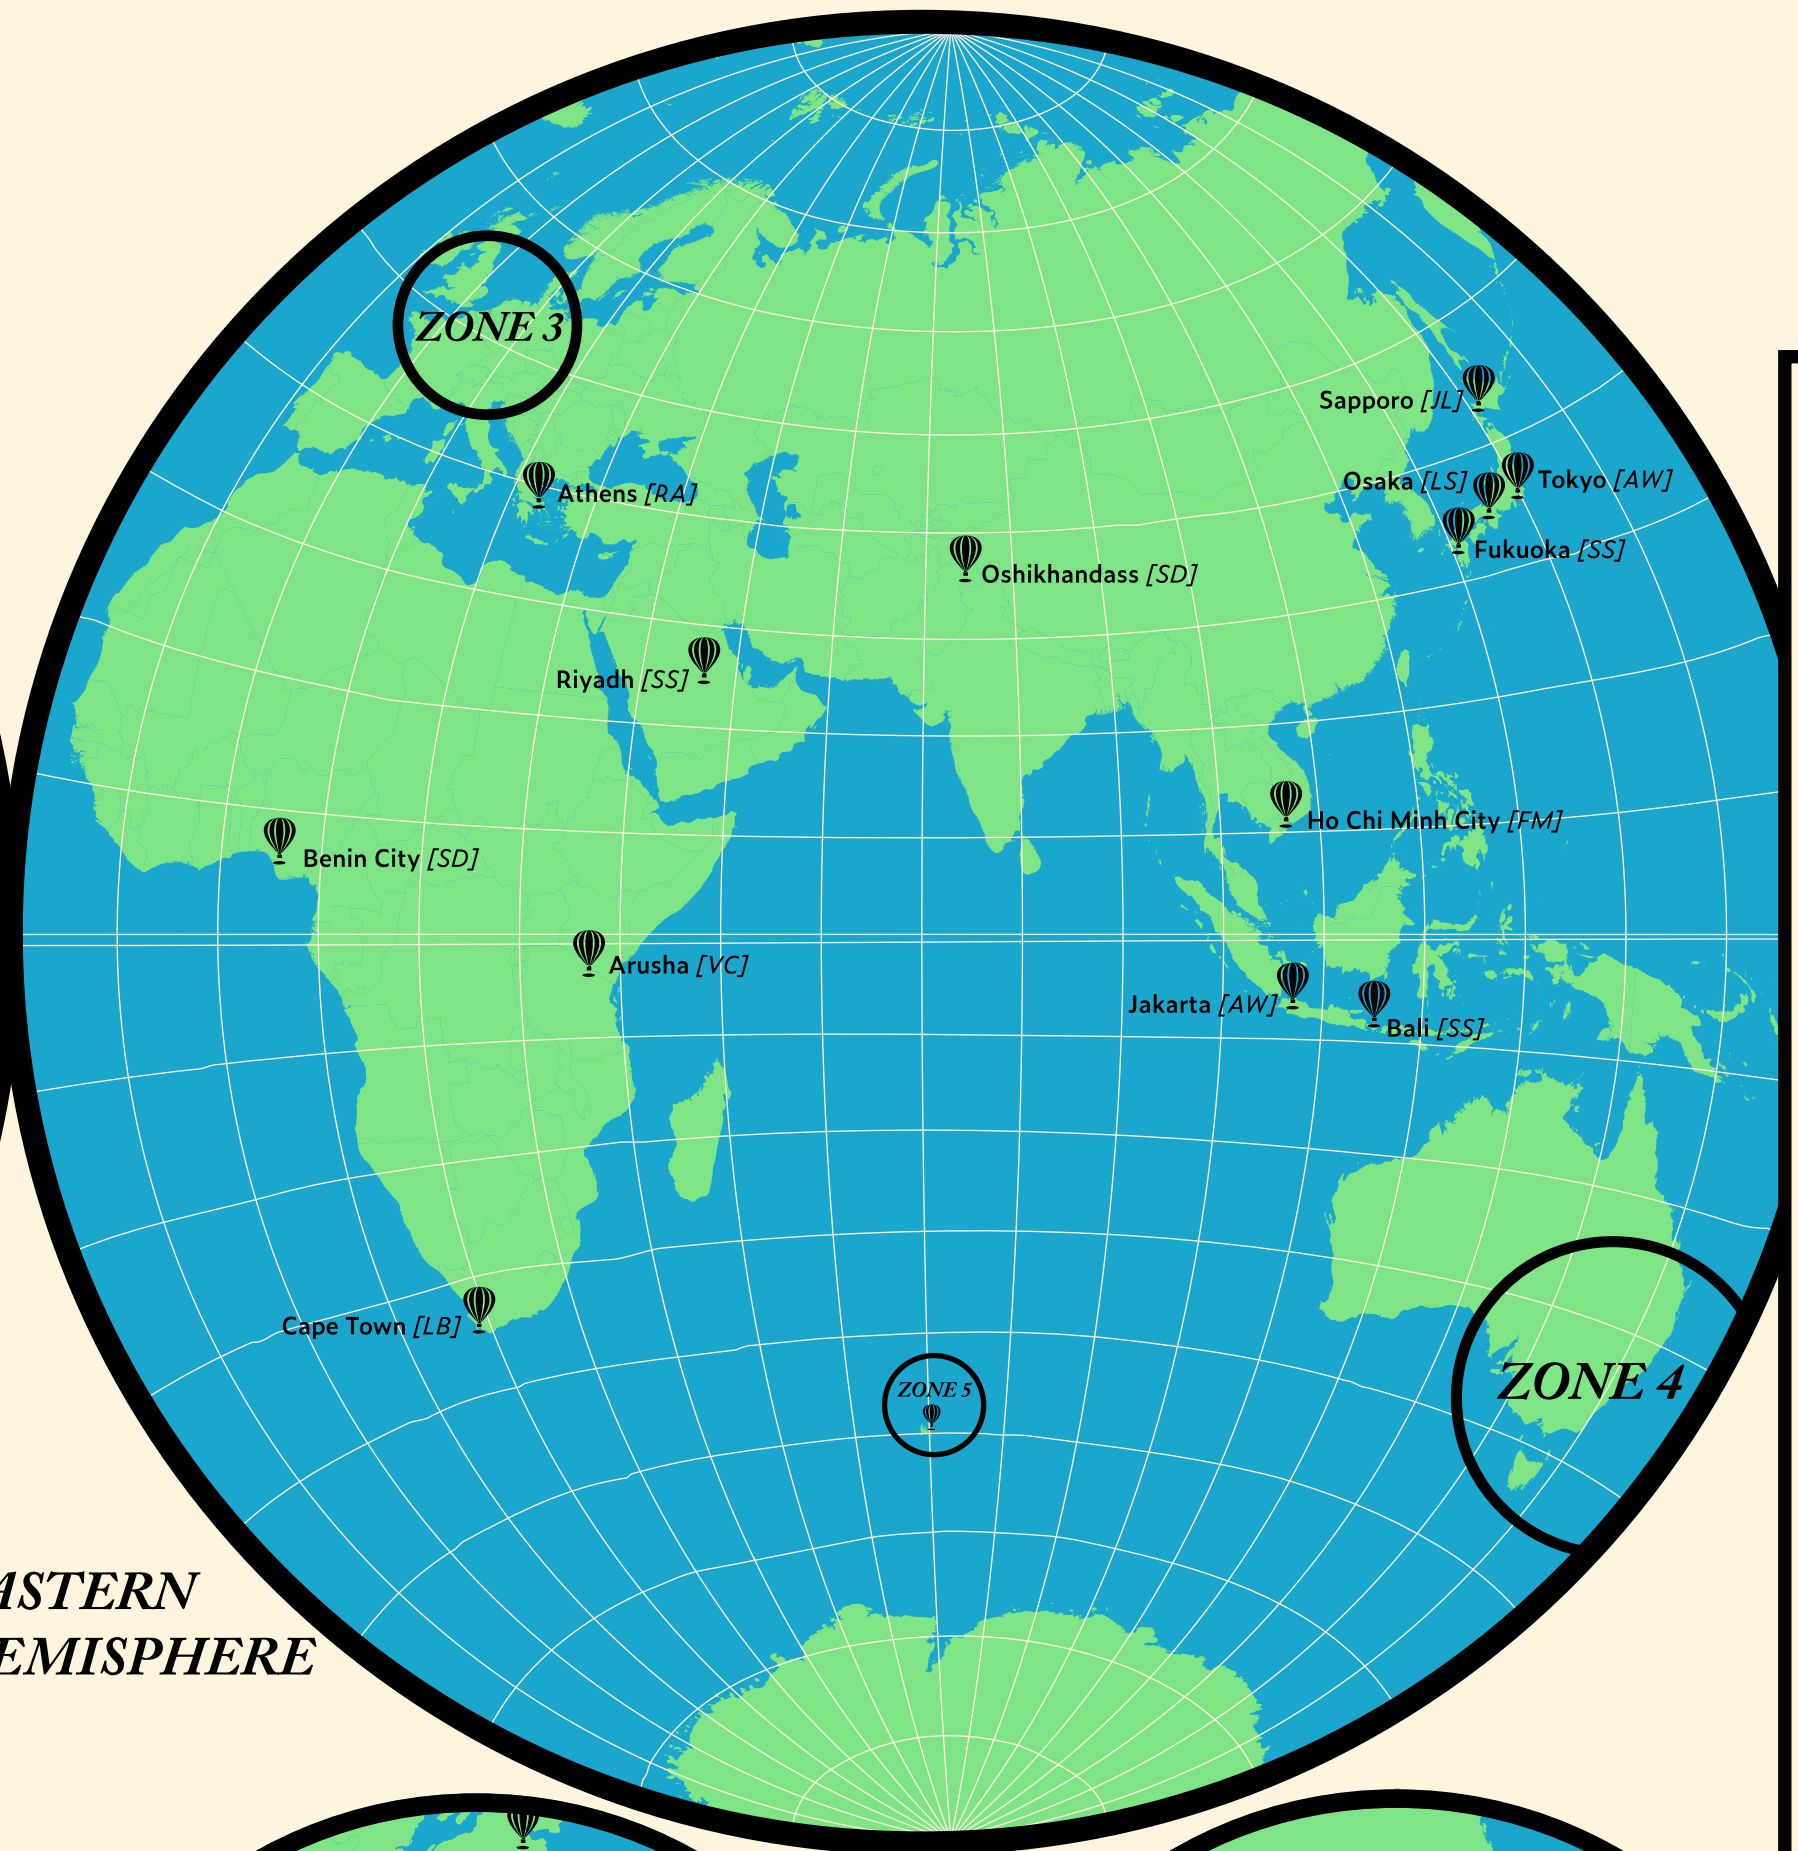 ZONE 3
Sapporo [JL]
Osaka [LS]
Tokyo [AW]
Athens [RA]
Fukuoka [SS]
Oshikhandass [SD]
Riyadh [SS]
Ho Chi Minh City [FM]
Benin City [SD]
Arusha [VC]
Jakarta [AW]
Bali [SS]
Cape Town [LB]
ZONE 4
ZONE 5
ASTERN
EMISPHERE